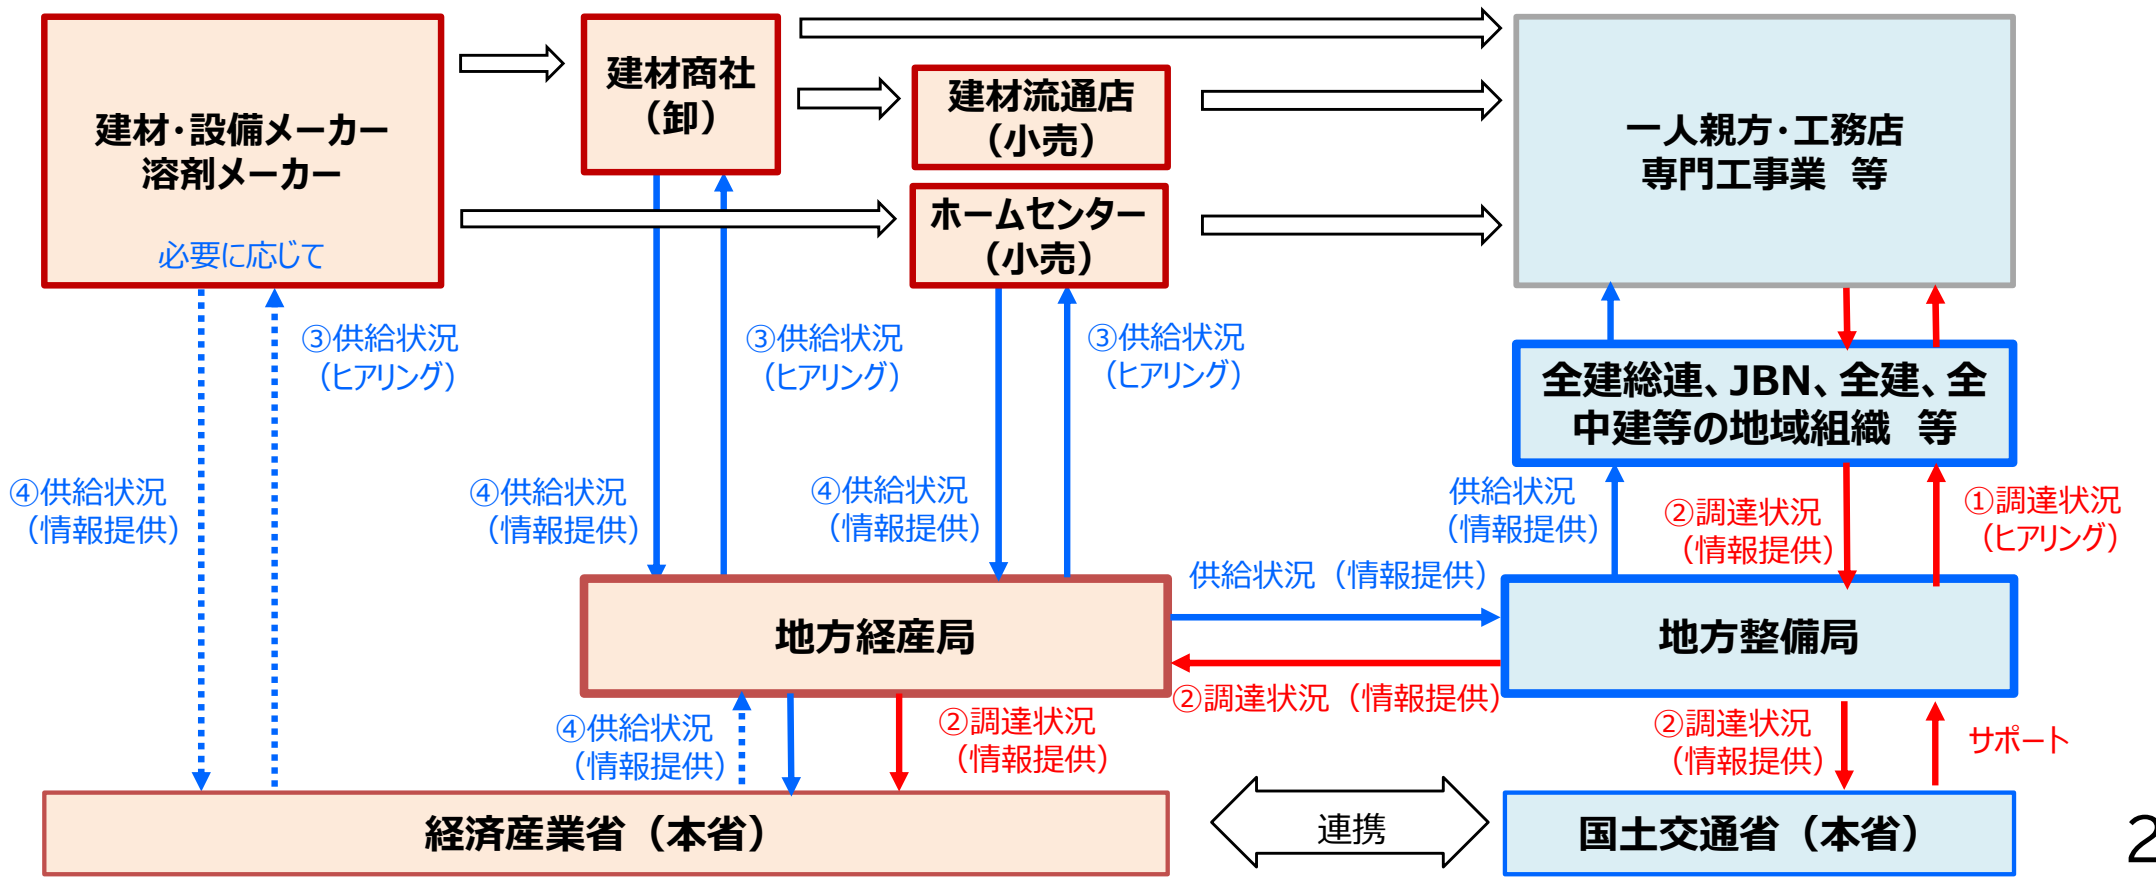 建材・設備メーカー
溶剤メーカー
必要に応じて
建材商社
（卸）
建材流通店
（小売）
ホームセンター
（小売）
一人親方・工務店
専門工事業　等
③供給状況
（ヒアリング）
③供給状況
（ヒアリング）
③供給状況
（ヒアリング）
全建総連、JBN、全建、全
中建等の地域組織　等
④供給状況
（情報提供）
④供給状況
（情報提供）
④供給状況
（情報提供）
供給状況
（情報提供）
②調達状況
（情報提供）
①調達状況
（ヒアリング）
地方経産局
供給状況（情報提供）
②調達状況（情報提供）
地方整備局
④供給状況
（情報提供）
②調達状況
（情報提供）
②調達状況
（情報提供）
サポート
経済産業省（本省）
連携
国土交通省（本省）
2